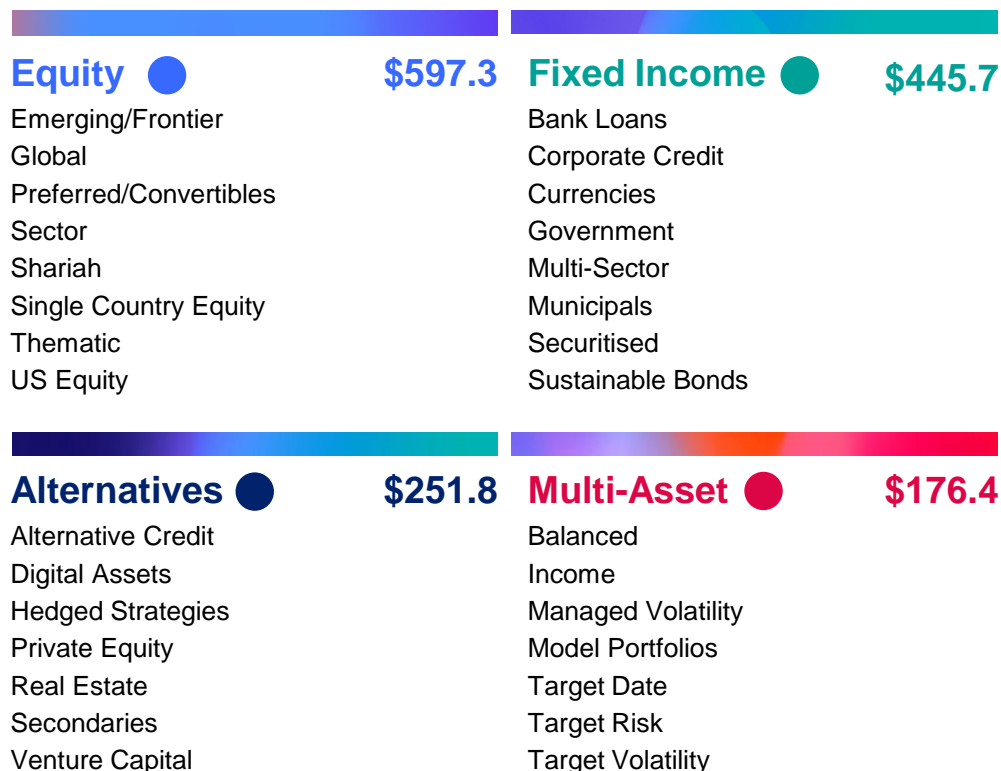 Equity $597.3
Emerging/Frontier
Global
Preferred/Convertibles
Sector
Shariah
Single Country Equity
Thematic
US Equity
Fixed Income $445.7
Bank Loans
Corporate Credit
Currencies
Government
Multi-Sector
Municipals
Securitised
Sustainable Bonds
Alternatives $251.8
Alternative Credit
Digital Assets
Hedged Strategies
Private Equity
Real Estate
Secondaries
Venture Capital
Multi-Asset $176.4
Balanced
Income
Managed Volatility
Model Portfolios
Target Date
Target Risk
Target Volatility